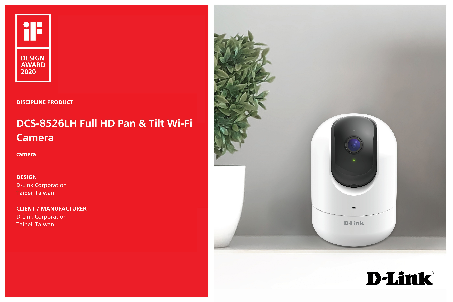 iF
DESIGN
AWARD
2020
DISCIPLINE PRODUCT
DCS-8526LH Full HD Pan & Tilt Wi-Fi
Camera
camera
DESIGN
D-Link Corporation
Taipei, Taiwan
CLIENT / MANUFACTURER
D-Link Corporation
Taipei, Taiwan
D-Link
D-Link